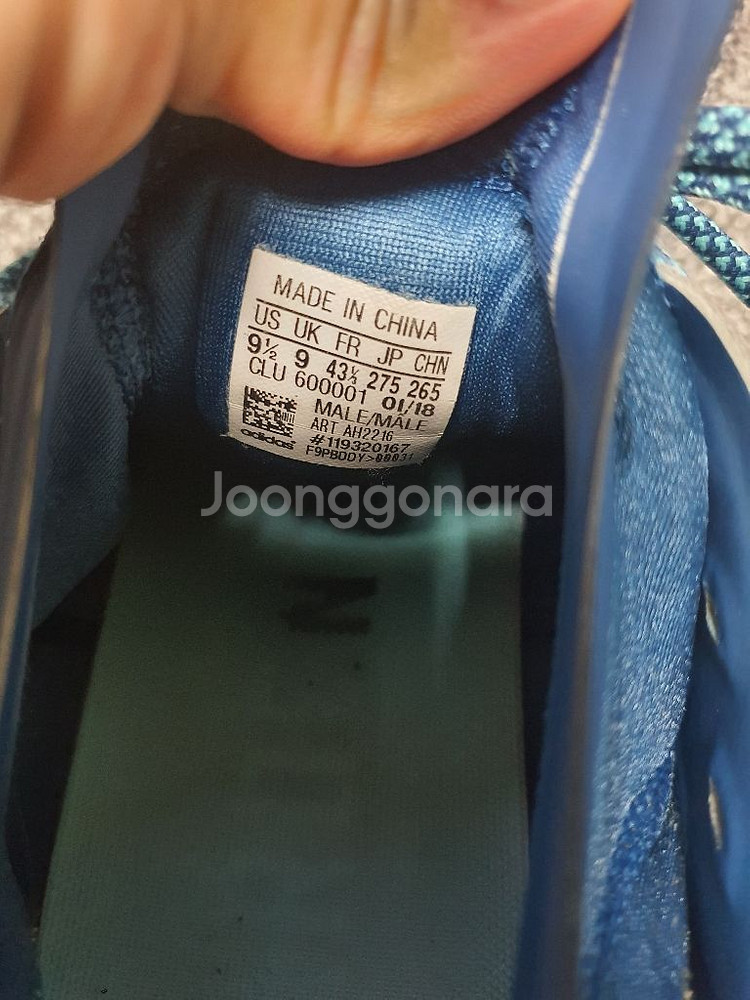 MADE IN CHINA
US UK FR JP CHN
9½ 9 43⅓ 275 265
CLU 600001 01/18
MALE/MALE
ART AH2216
#119320167
adidas
Joonggonara